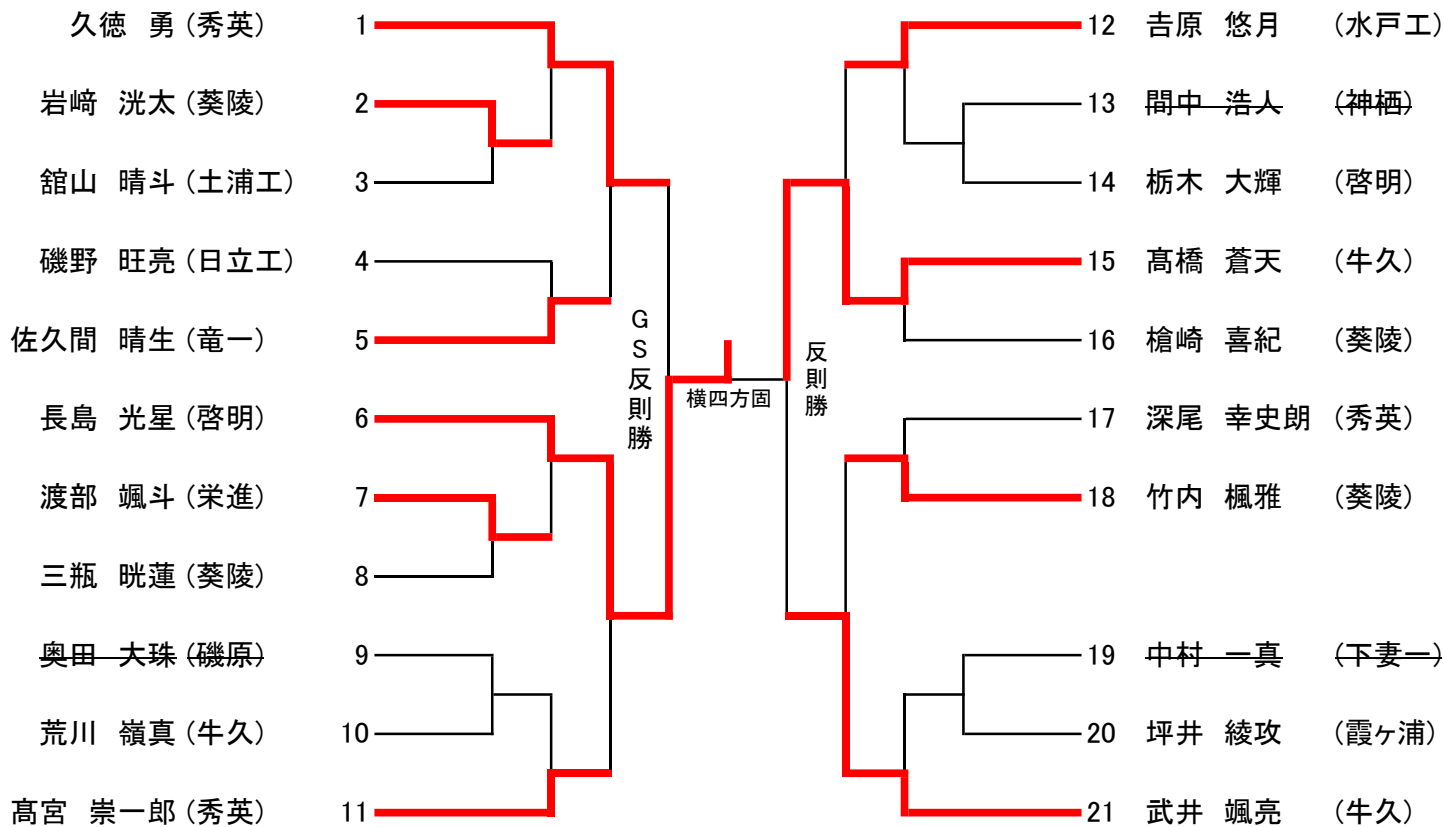 久徳 勇 (秀英) 1
岩﨑 洸太 (葵陵) 2
舘山 晴斗 (土浦工) 3
磯野 旺亮 (日立工) 4
佐久間 晴生 (竜一) 5
長島 光星 (啓明) 6
渡部 颯斗 (栄進) 7
三瓶 晄蓮 (葵陵) 8
奥田 大珠 (磯原) 9
荒川 嶺真 (牛久) 10
髙宮 崇一郎 (秀英) 11
GS反則勝
横四方固
反則勝
12 吉原 悠月 (水戸工)
13 間中 浩人 (神栖)
14 栃木 大輝 (啓明)
15 髙橋 蒼天 (牛久)
16 檜崎 喜紀 (葵陵)
17 深尾 幸史朗 (秀英)
18 竹内 楓雅 (葵陵)
19 中村 一真 (下妻一)
20 坪井 綾攻 (霞ヶ浦)
21 武井 颯亮 (牛久)